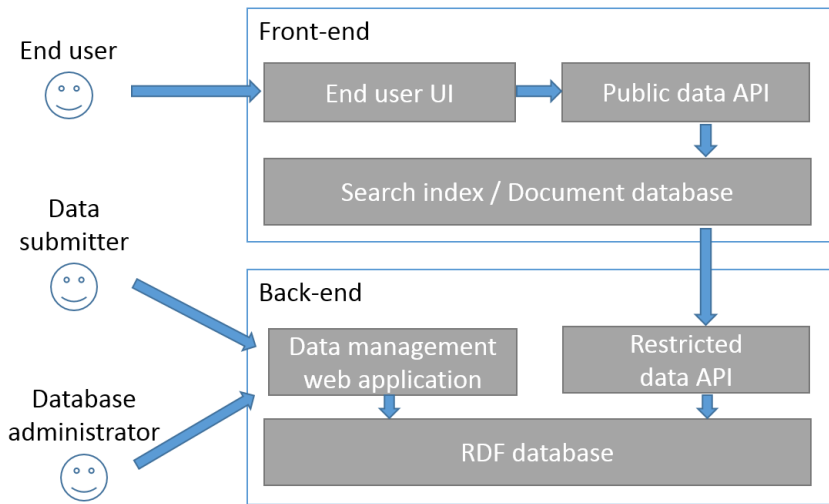 Front-end
End user
End user UI
Public data API
Search index / Document database
Data
submitter
Back-end
Data management
web application
Restricted
data API
Database
administrator
RDF database